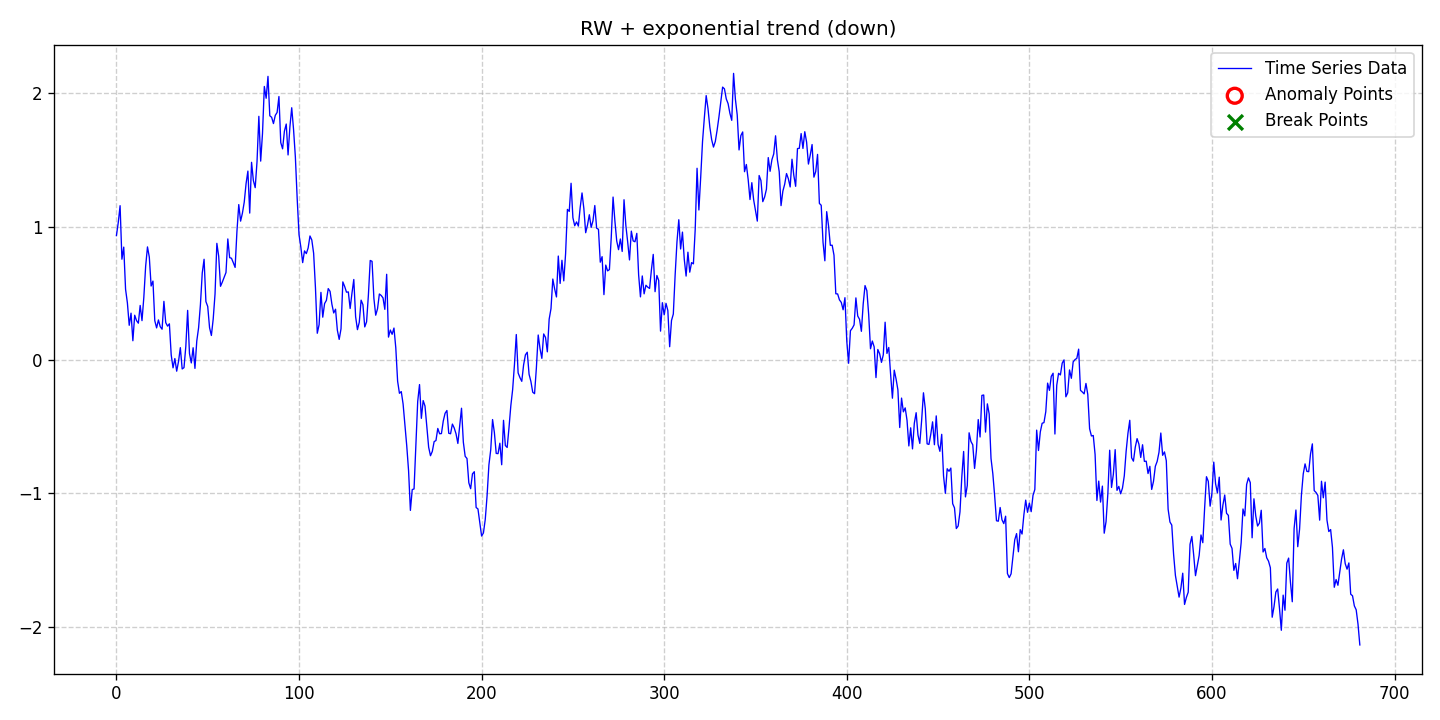 RW + exponential trend (down)
Time Series Data
Anomaly Points
Break Points
2
1
0
−1
−2
0 100 200 300 400 500 600 700